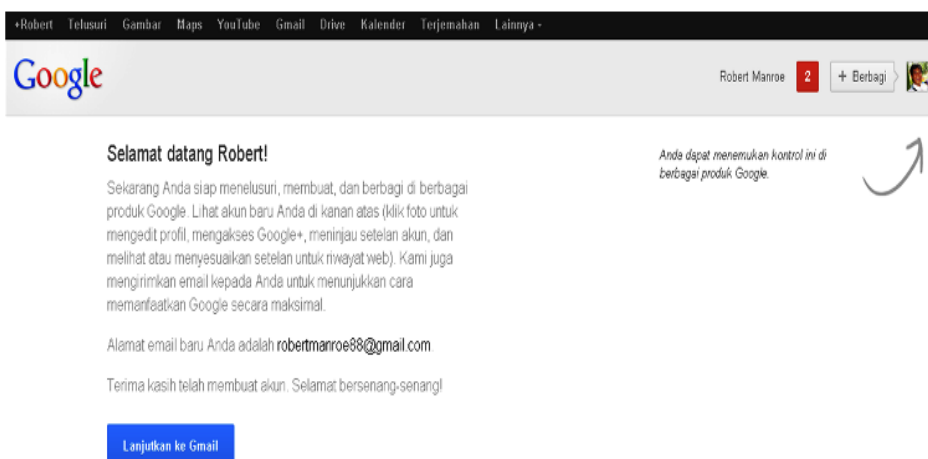 +Robert Telusuri Gambar Maps YouTube Gmail Drive Kalender Terjemahan Lainnya
Google
Robert Manroe 2 + Berbagi
Selamat datang Robert!
Anda dapat menemukan kontrol ini di
berbagai produk Google.
Sekarang Anda siap menelusuri, membuat, dan berbagi di berbagai
produk Google. Lihat akun baru Anda di kanan atas (klik foto untuk
mengedit profil, mengakses Google+, meninjau setelan akun, dan
melihat atau menyesuaikan setelan untuk riwayat web). Kami juga
mengirimkan email kepada Anda untuk menunjukkan cara
memanfaatkan Google secara maksimal.
Alamat email baru Anda adalah robertmanroe88@gmail.com.
Terima kasih telah membuat akun. Selamat bersenang-senang!
Lanjutkan ke Gmail